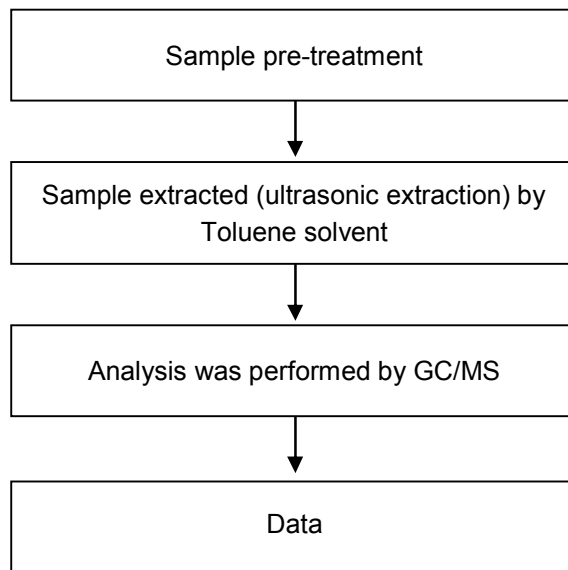 Sample pre-treatment
Sample extracted (ultrasonic extraction) by
Toluene solvent
Analysis was performed by GC/MS
Data